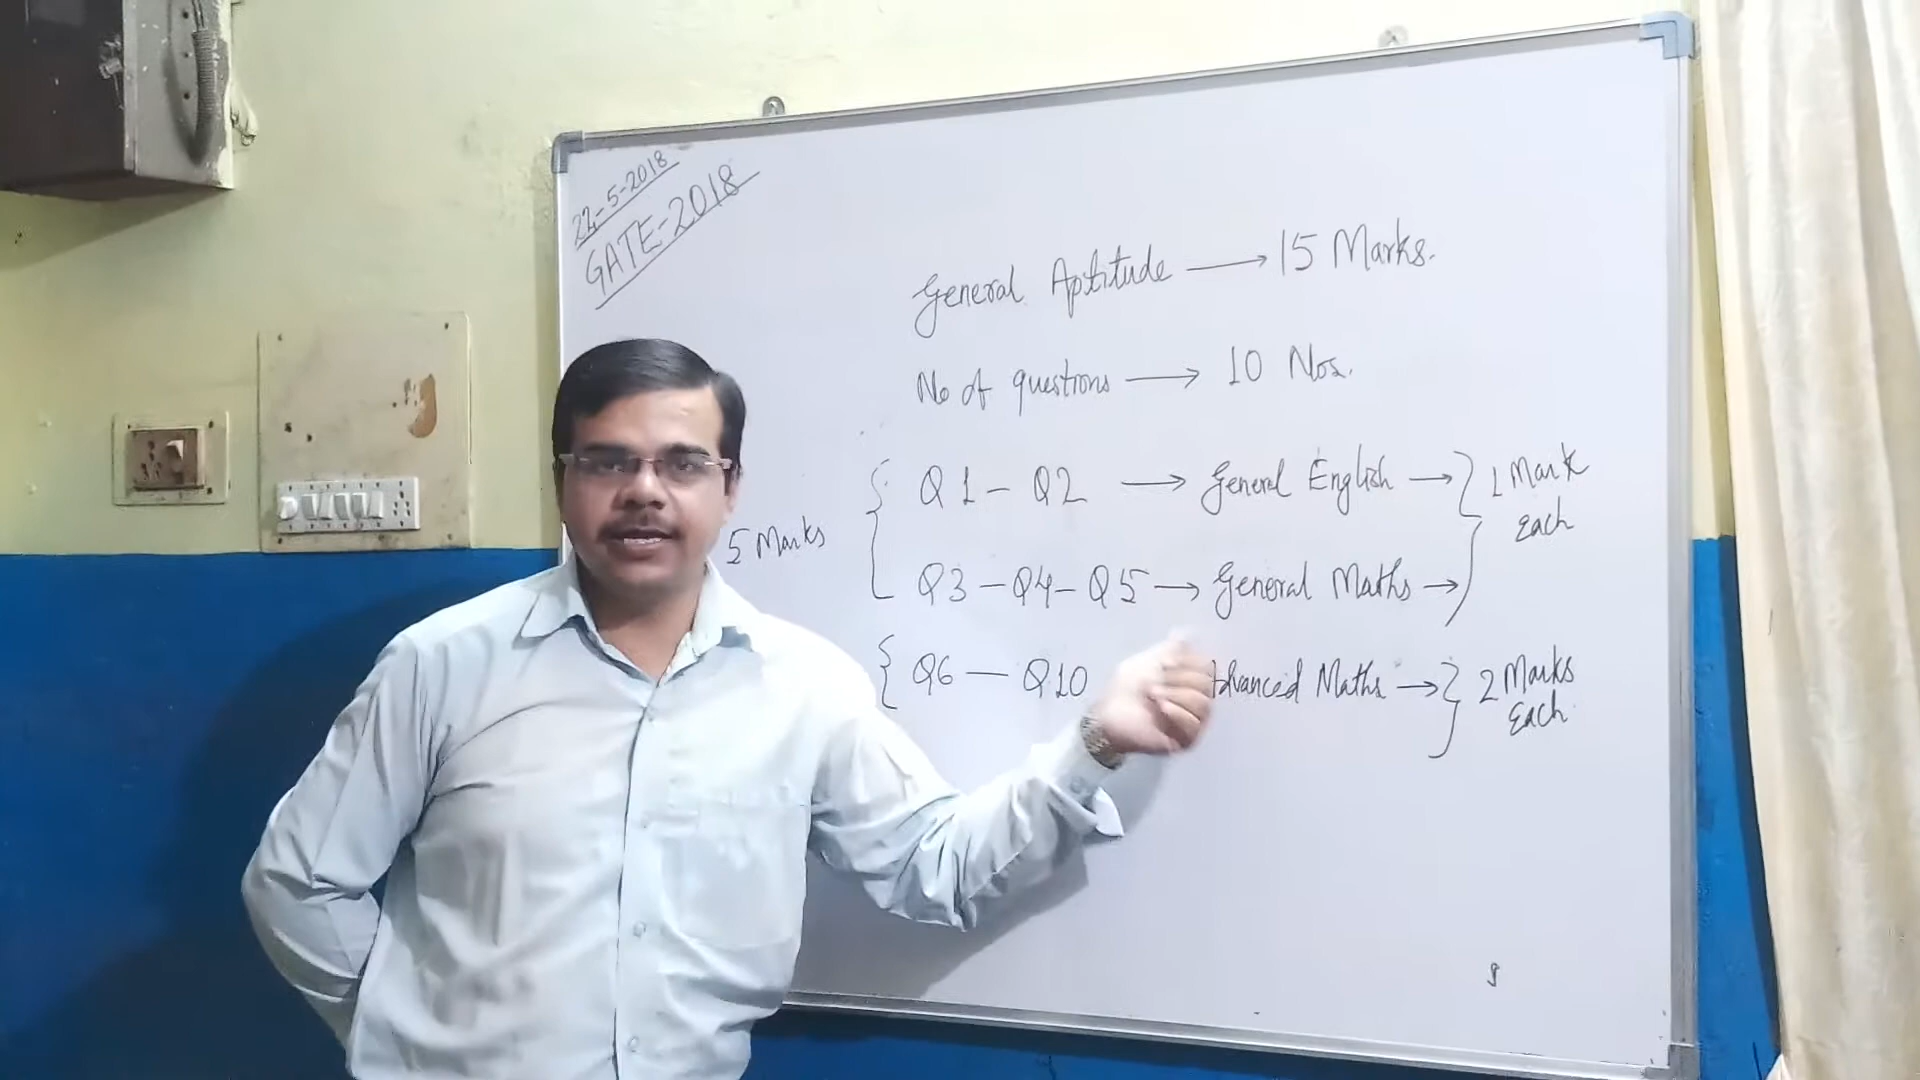 22-5-2018
GATE-2018
General Aptitude → 15 Marks.
No of questions → 10 Nos.
5 Marks { Q1 - Q2 → General English → } 1 Mark Each
Q3 - Q4 - Q5 → General Maths →
{ Q6 — Q10 Advanced Maths → } 2 Marks Each